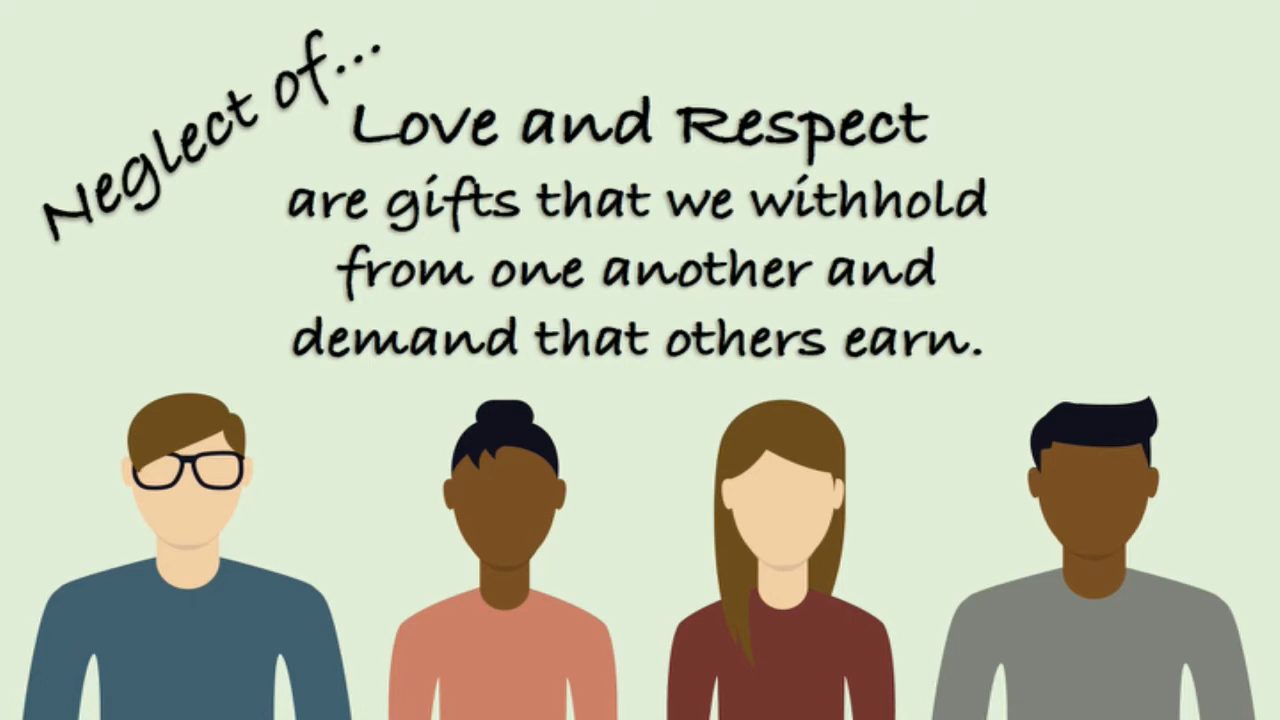 Neglect of...
Love and Respect
are gifts that we withhold
from one another and
demand that others earn.